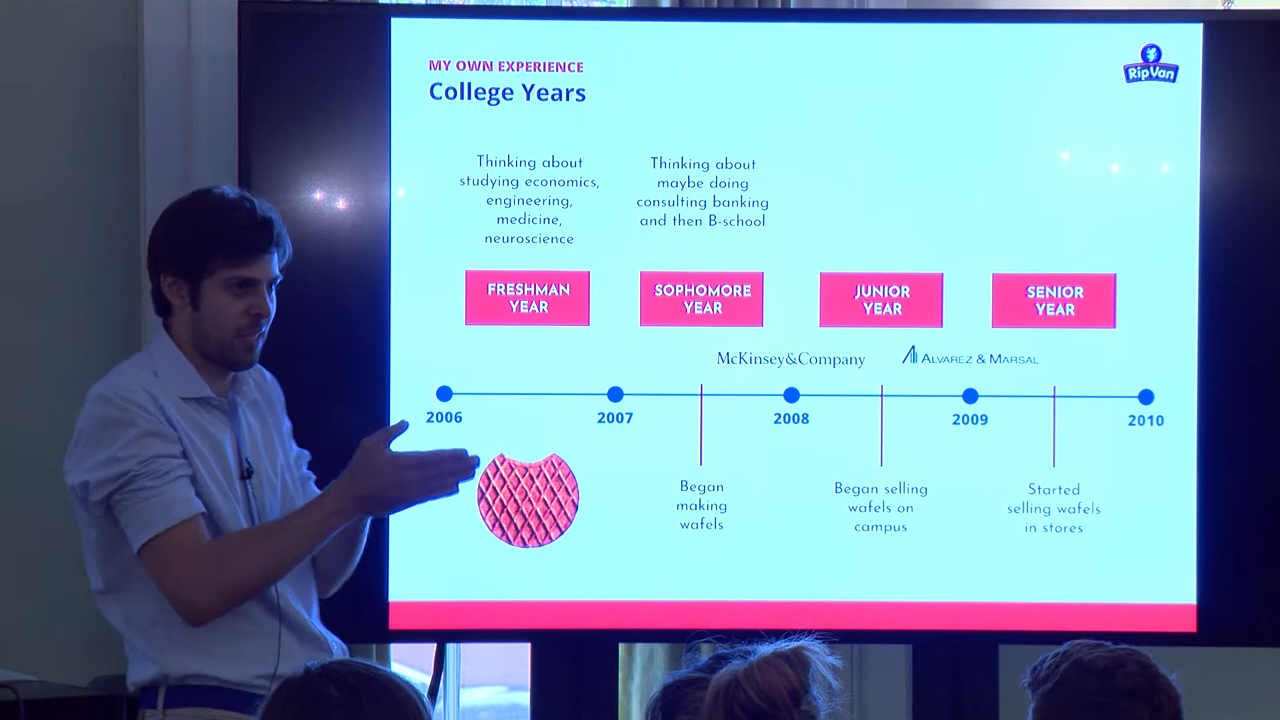 MY OWN EXPERIENCE
College Years
RipVan
Thinking about
studying economics,
engineering,
medicine,
neuroscience
Thinking about
maybe doing
consulting banking
and then B-school
FRESHMAN
YEAR
SOPHOMORE
YEAR
JUNIOR
YEAR
SENIOR
YEAR
McKinsey&Company
ALVAREZ & MARSAL
2006
2007
2008
2009
2010
Began
making
wafels
Began selling
wafels on
campus
Started
selling wafels
in stores